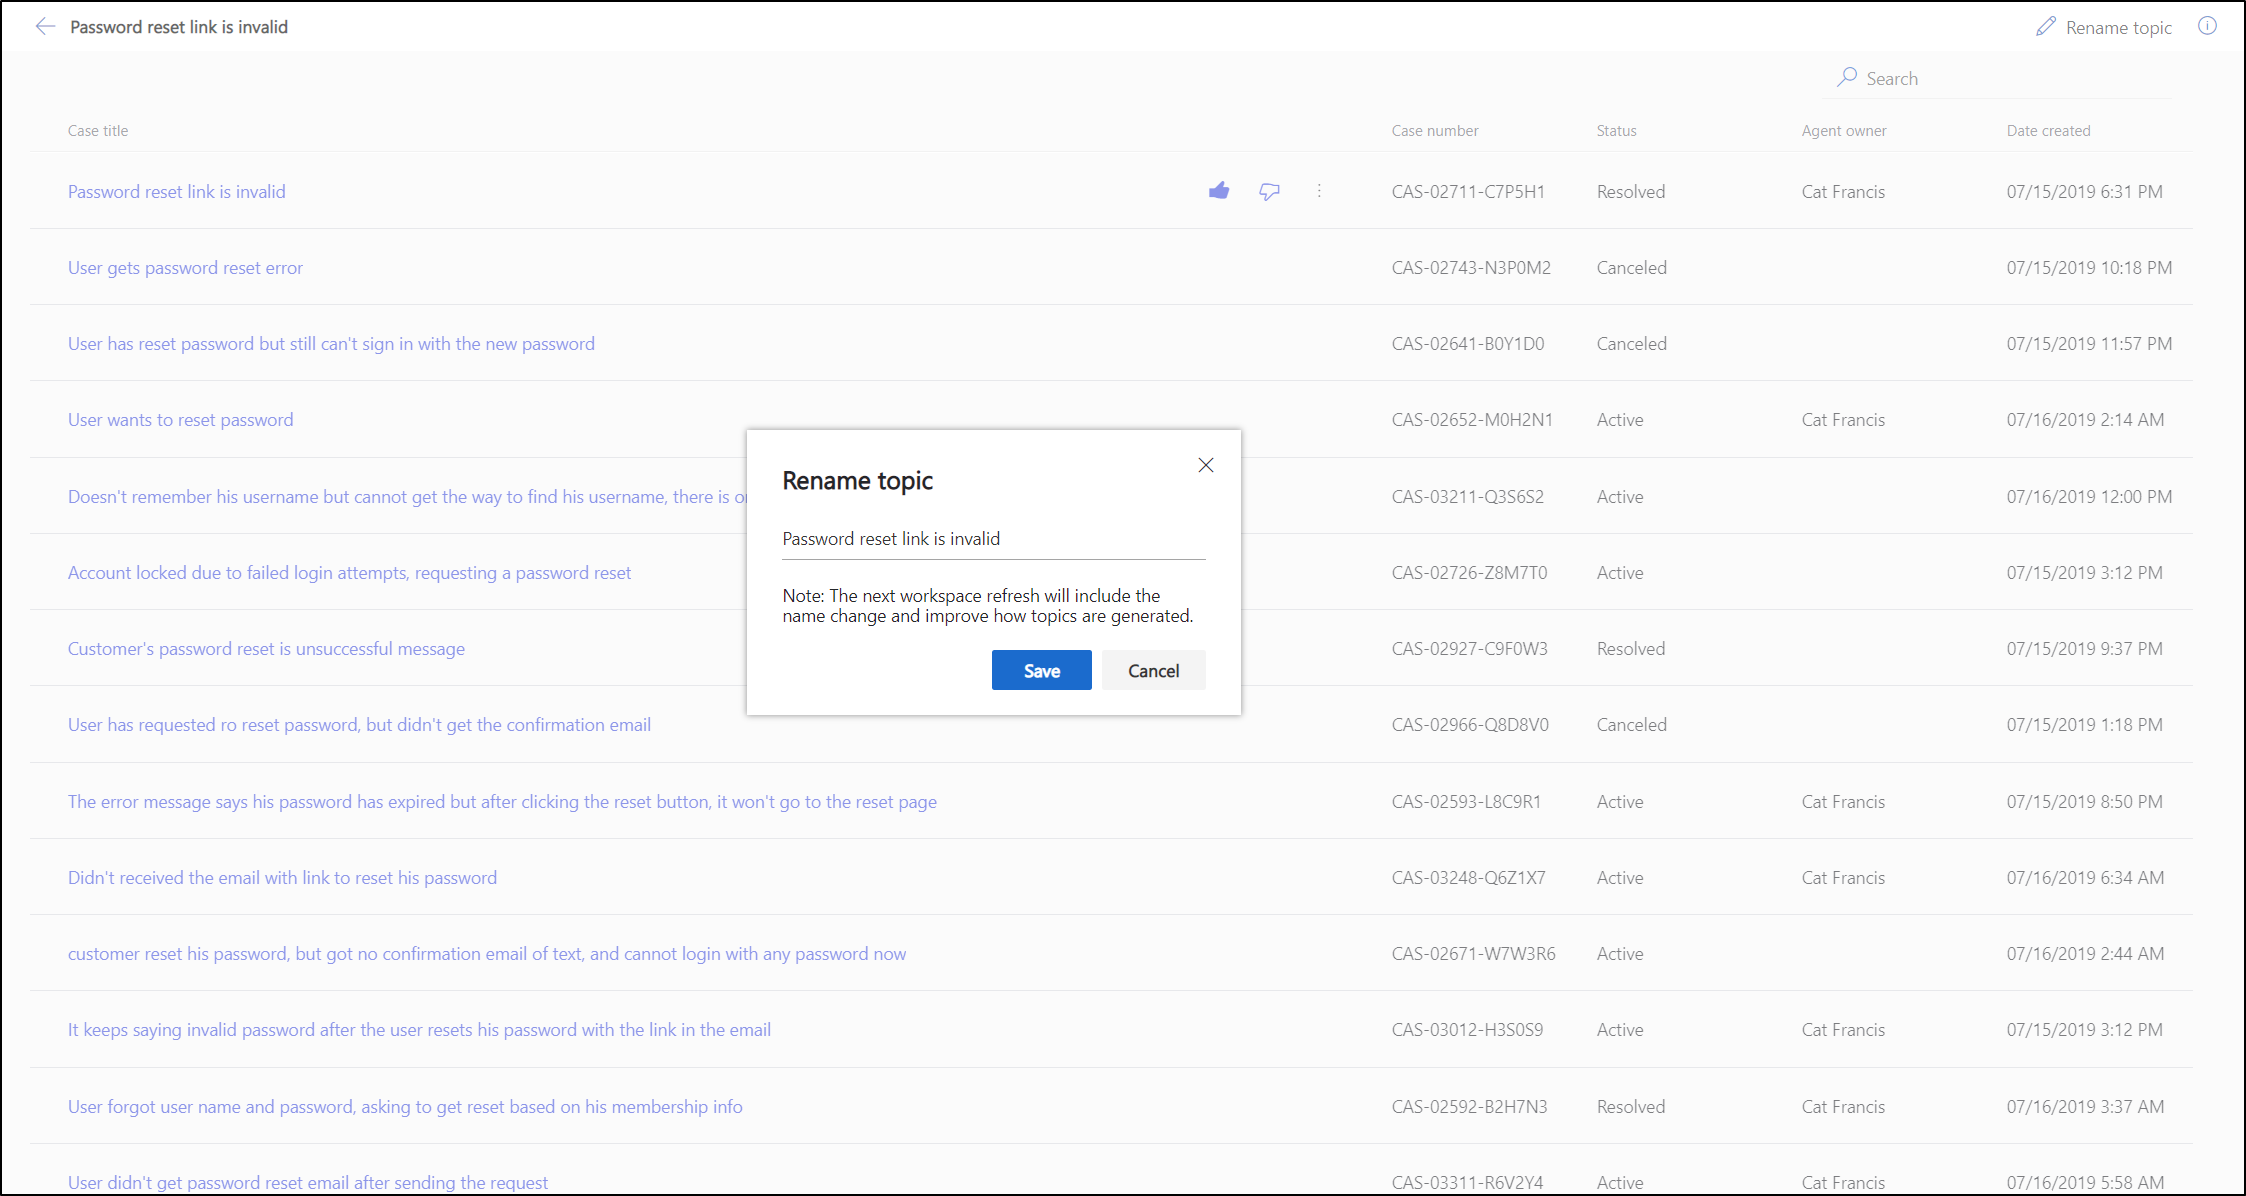 Password reset link is invalid
Rename topic
Search
Case title Case number Status Agent owner Date created
Password reset link is invalid CAS-02711-C7P5H1 Resolved Cat Francis 07/15/2019 6:31 PM
User gets password reset error CAS-02743-N3P0M2 Canceled 07/15/2019 10:18 PM
User has reset password but still can't sign in with the new password CAS-02641-B0Y1D0 Canceled 07/15/2019 11:57 PM
User wants to reset password CAS-02652-M0H2N1 Active Cat Francis 07/16/2019 2:14 AM
Doesn't remember his username but cannot get the way to find his username, there is CAS-03211-Q3S6S2 Active 07/16/2019 12:00 PM
Account locked due to failed login attempts, requesting a password reset CAS-02726-Z8M7T0 Active 07/15/2019 3:12 PM
Customer's password reset is unsuccessful message CAS-02927-C9F0W3 Resolved 07/15/2019 9:37 PM
User has requested ro reset password, but didn't get the confirmation email CAS-02966-Q8D8V0 Canceled 07/15/2019 1:18 PM
The error message says his password has expired but after clicking the reset button, it won't go to the reset page CAS-02593-L8C9R1 Active Cat Francis 07/15/2019 8:50 PM
Didn't received the email with link to reset his password CAS-03248-Q6Z1X7 Active Cat Francis 07/16/2019 6:34 AM
customer reset his password, but got no confirmation email of text, and cannot login with any password now CAS-02671-W7W3R6 Active 07/16/2019 2:44 AM
It keeps saying invalid password after the user resets his password with the link in the email CAS-03012-H3S0S9 Active Cat Francis 07/15/2019 3:12 PM
User forgot user name and password, asking to get reset based on his membership info CAS-02592-B2H7N3 Resolved Cat Francis 07/16/2019 3:37 AM
User didn't get password reset email after sending the request CAS-03311-R6V2Y4 Active Cat Francis 07/16/2019 5:58 AM
Rename topic
Password reset link is invalid
Note: The next workspace refresh will include the
name change and improve how topics are generated.
Save Cancel